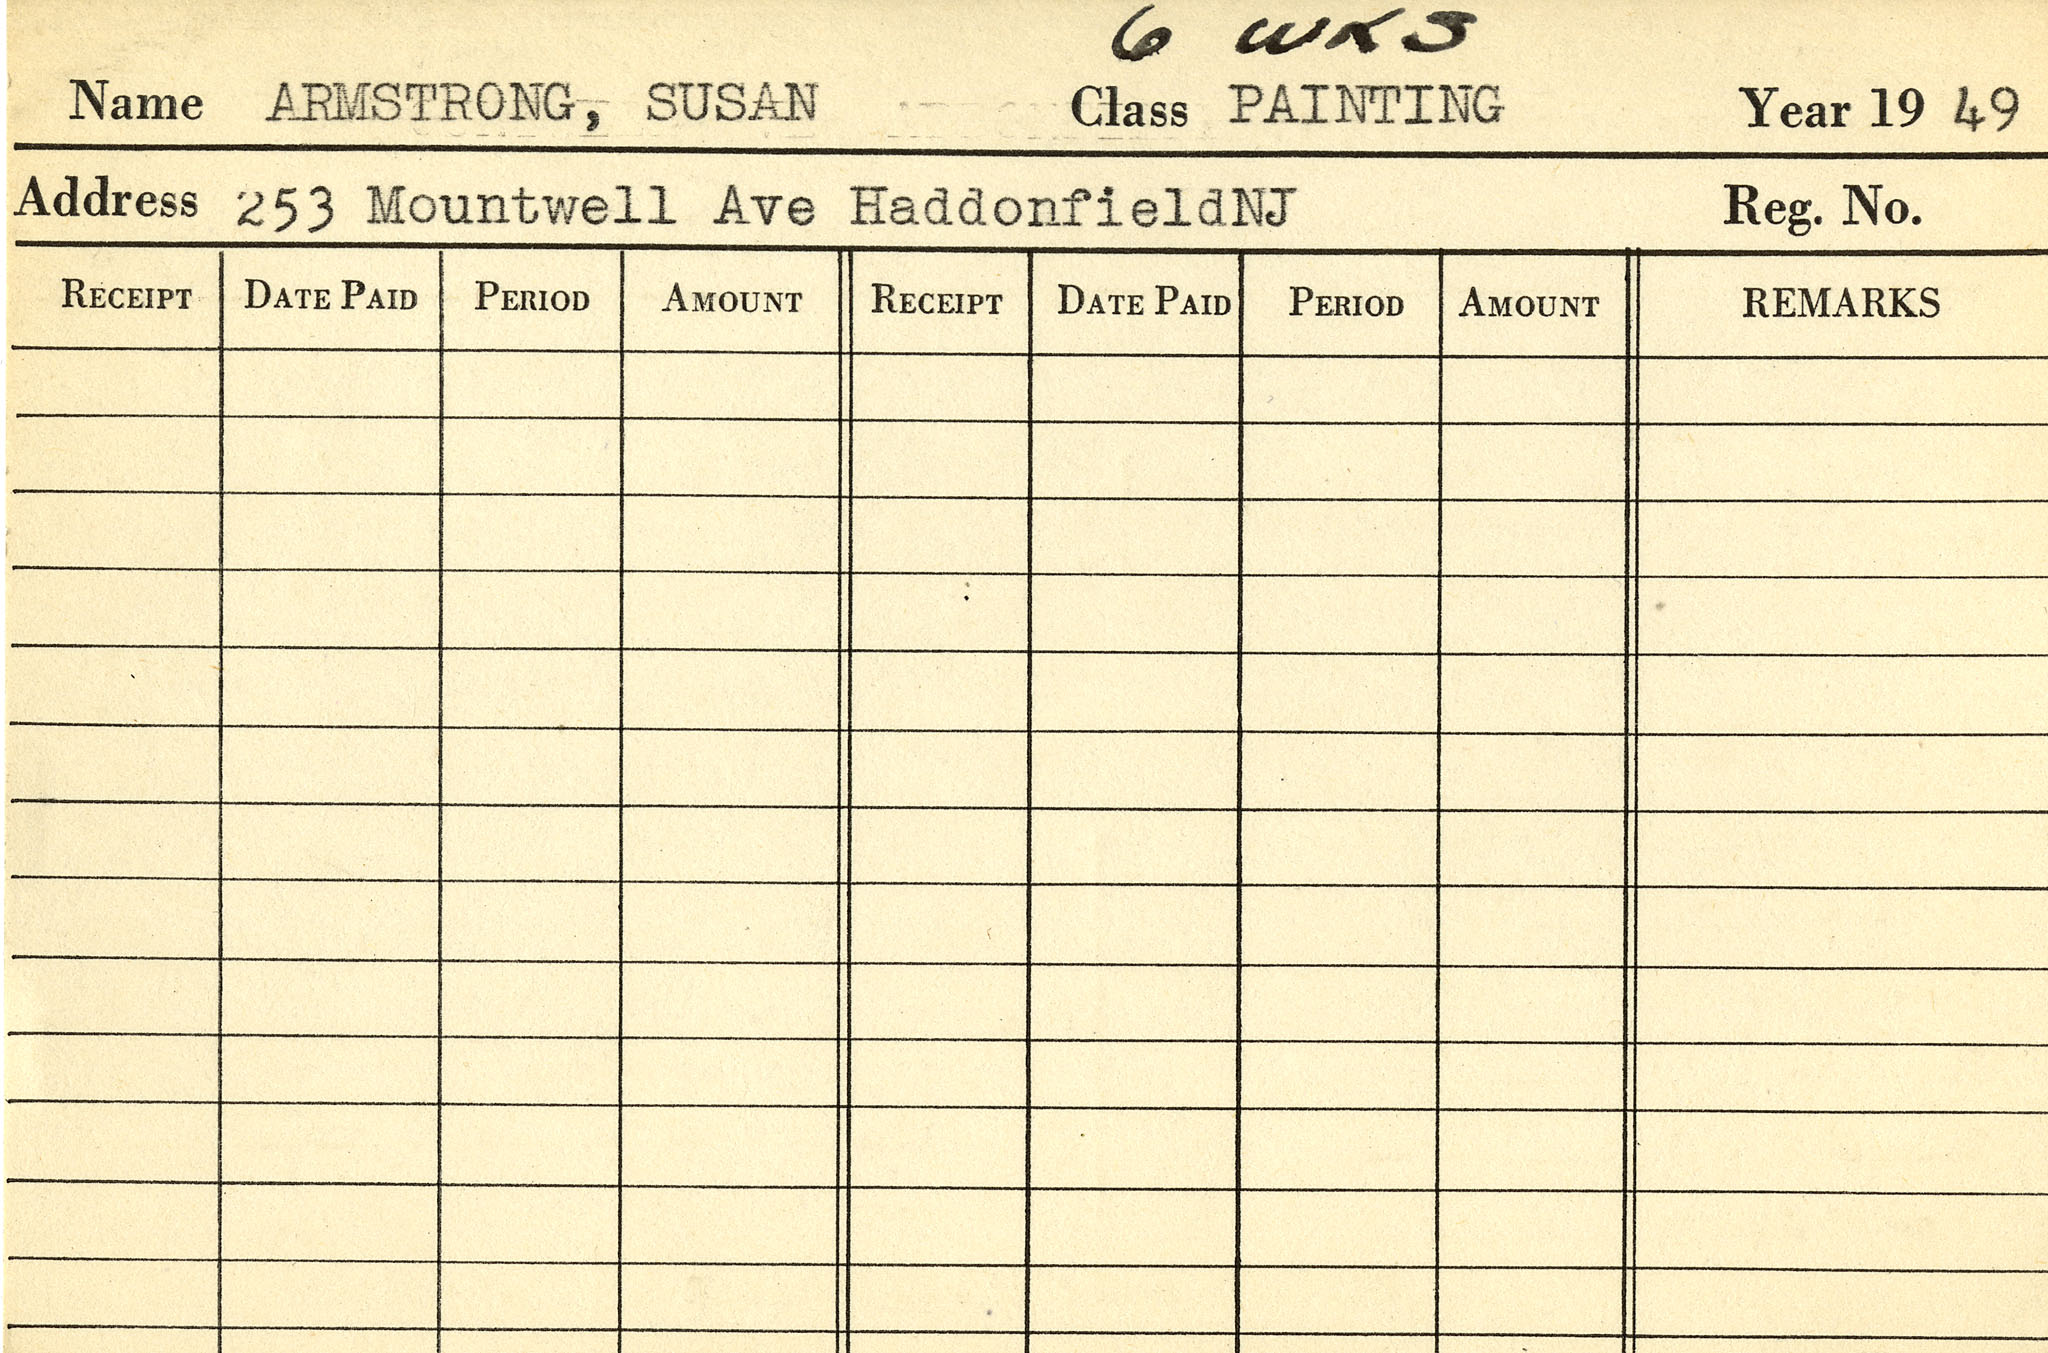 6 WKS
Name ARMSTRONG, SUSAN Class PAINTING Year 19 49
Address 253 Mountwell Ave HaddonfieldNJ Reg. No.
RECEIPT DATE PAID PERIOD AMOUNT RECEIPT DATE PAID PERIOD AMOUNT REMARKS